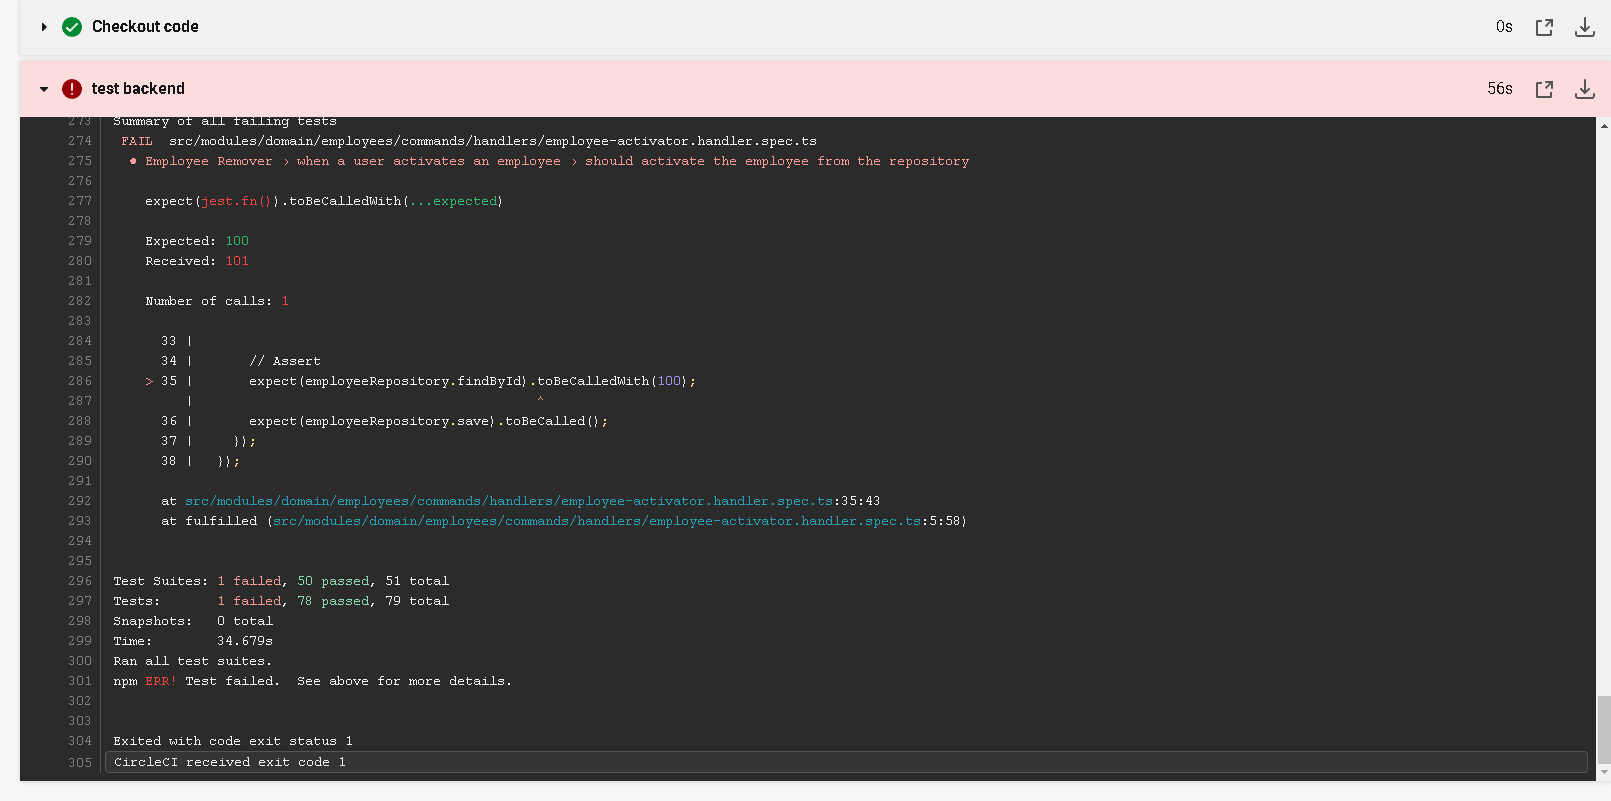 Checkout code 0s
test backend 56s
273 Summary of all failing tests
274 FAIL src/modules/domain/employees/commands/handlers/employee-activator.handler.spec.ts
275 ● Employee Remover › when a user activates an employee › should activate the employee from the repository
276
277 expect(jest.fn()).toBeCalledWith(...expected)
278
279 Expected: 100
280 Received: 101
281
282 Number of calls: 1
283
284 33 |
285 34 | // Assert
286 > 35 | expect(employeeRepository.findById).toBeCalledWith(100);
287 | ^
288 36 | expect(employeeRepository.save).toBeCalled();
289 37 | });
290 38 | });
291
292 at src/modules/domain/employees/commands/handlers/employee-activator.handler.spec.ts:35:43
293 at fulfilled (src/modules/domain/employees/commands/handlers/employee-activator.handler.spec.ts:5:58)
294
295
296 Test Suites: 1 failed, 50 passed, 51 total
297 Tests: 1 failed, 78 passed, 79 total
298 Snapshots: 0 total
299 Time: 34.679s
300 Ran all test suites.
301 npm ERR! Test failed. See above for more details.
302
303
304 Exited with code exit status 1
305 CircleCI received exit code 1